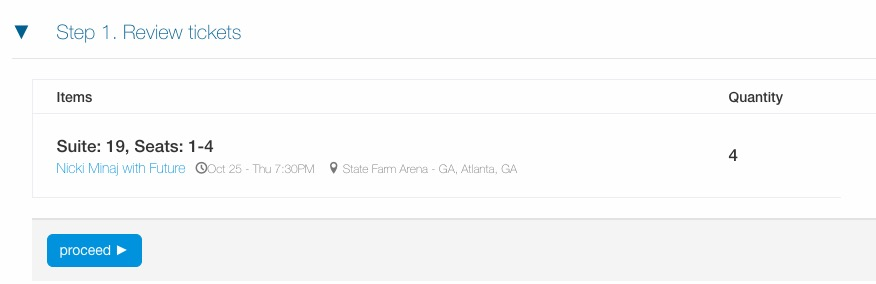 Step 1. Review tickets
Items Quantity
Suite: 19, Seats: 1-4
Nicki Minaj with Future Oct 25 - Thu 7:30PM State Farm Arena - GA, Atlanta, GA
4
proceed